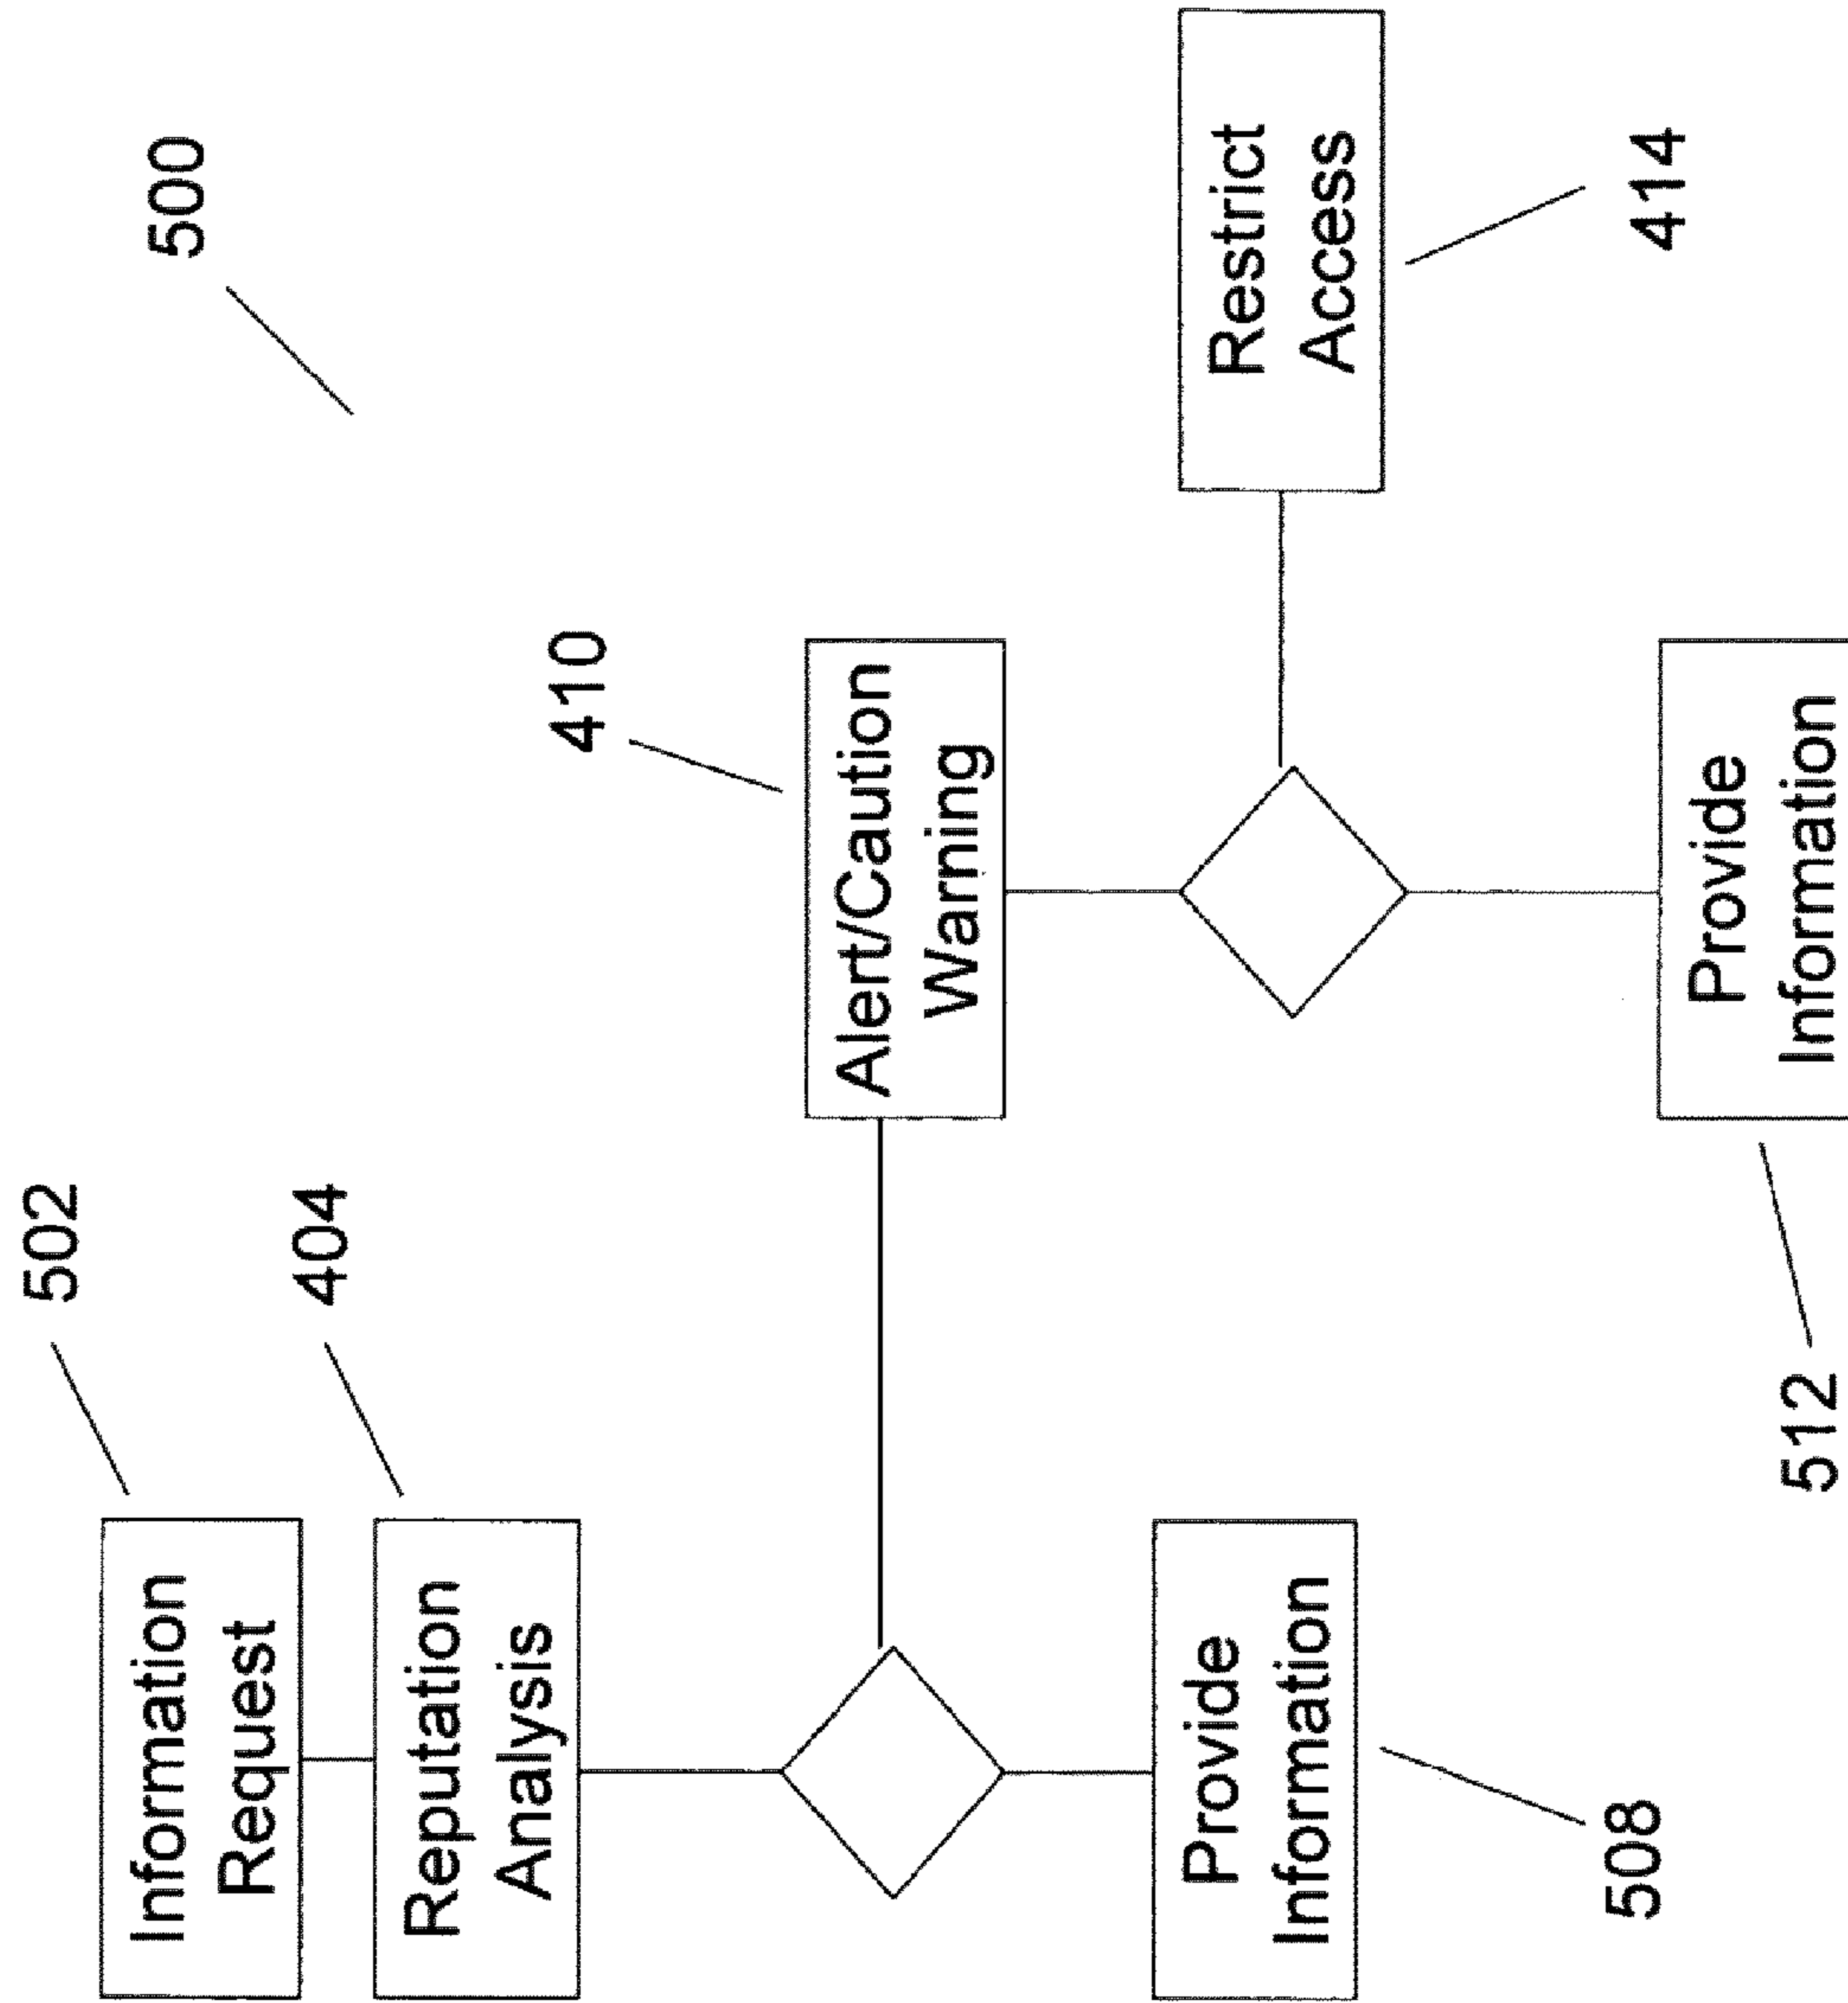 500
502
Information
Request
404
Reputation
Analysis
410
Alert/Caution
Warning
Restrict
Access
414
Provide
Information
508
Provide
Information
512